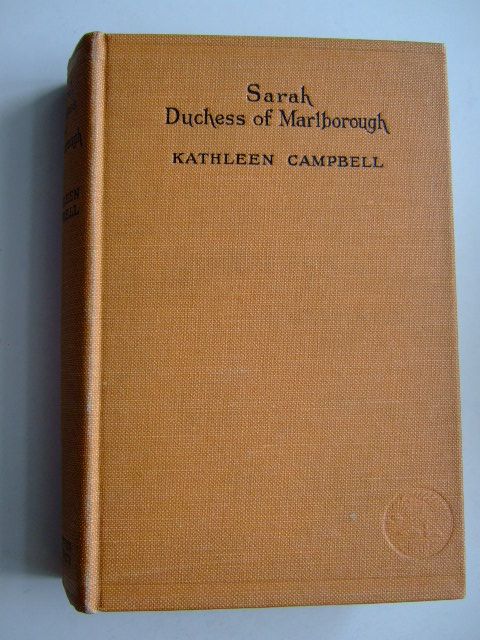 Sarah
Duchess of Marlborough
KATHLEEN CAMPBELL